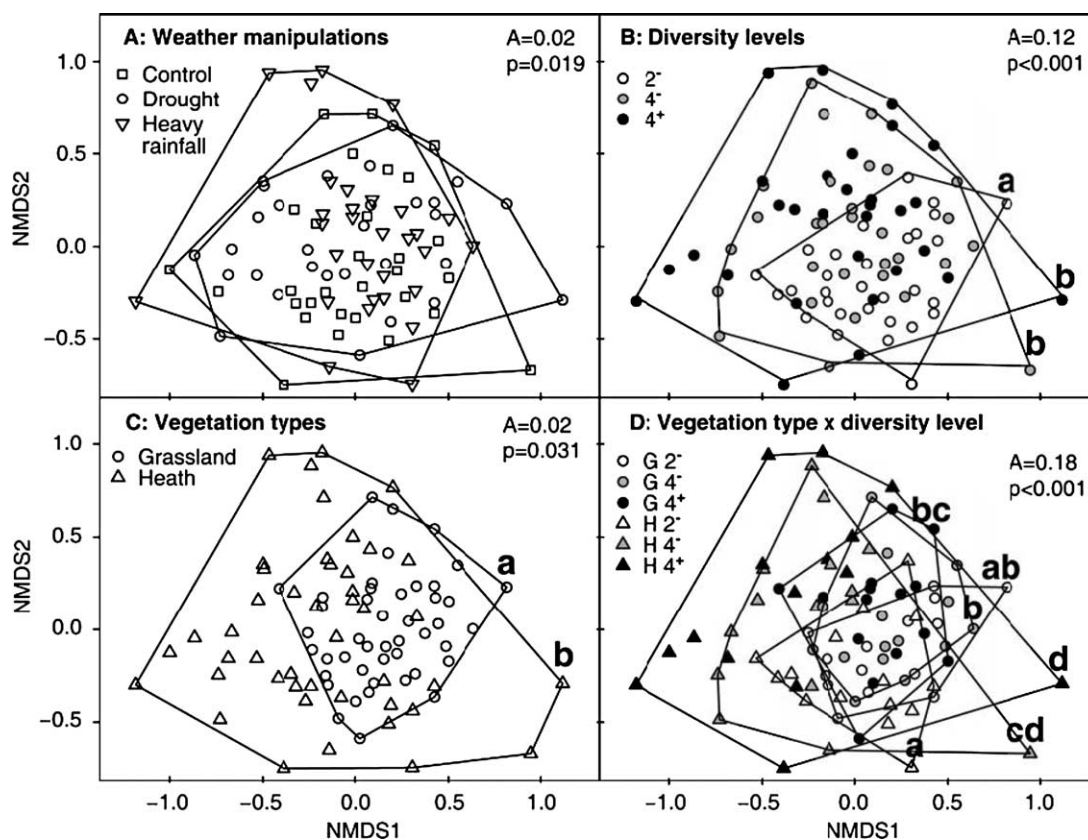 A: Weather manipulations
A=0.02
p=0.019
Control
Drought
Heavy
rainfall
NMDS2
1.0
0.5
0.0
−0.5
B: Diversity levels
A=0.12
p<0.001
2-
4-
4+
a
b
b
C: Vegetation types
A=0.02
p=0.031
Grassland
Heath
a
b
NMDS2
1.0
0.5
0.0
−0.5
−1.0
−0.5
0.0
0.5
1.0
NMDS1
D: Vegetation type x diversity level
A=0.18
p<0.001
G 2-
G 4-
G 4+
H 2-
H 4-
H 4+
bc
ab
b
d
cd
a
−1.0
−0.5
0.0
0.5
1.0
NMDS1